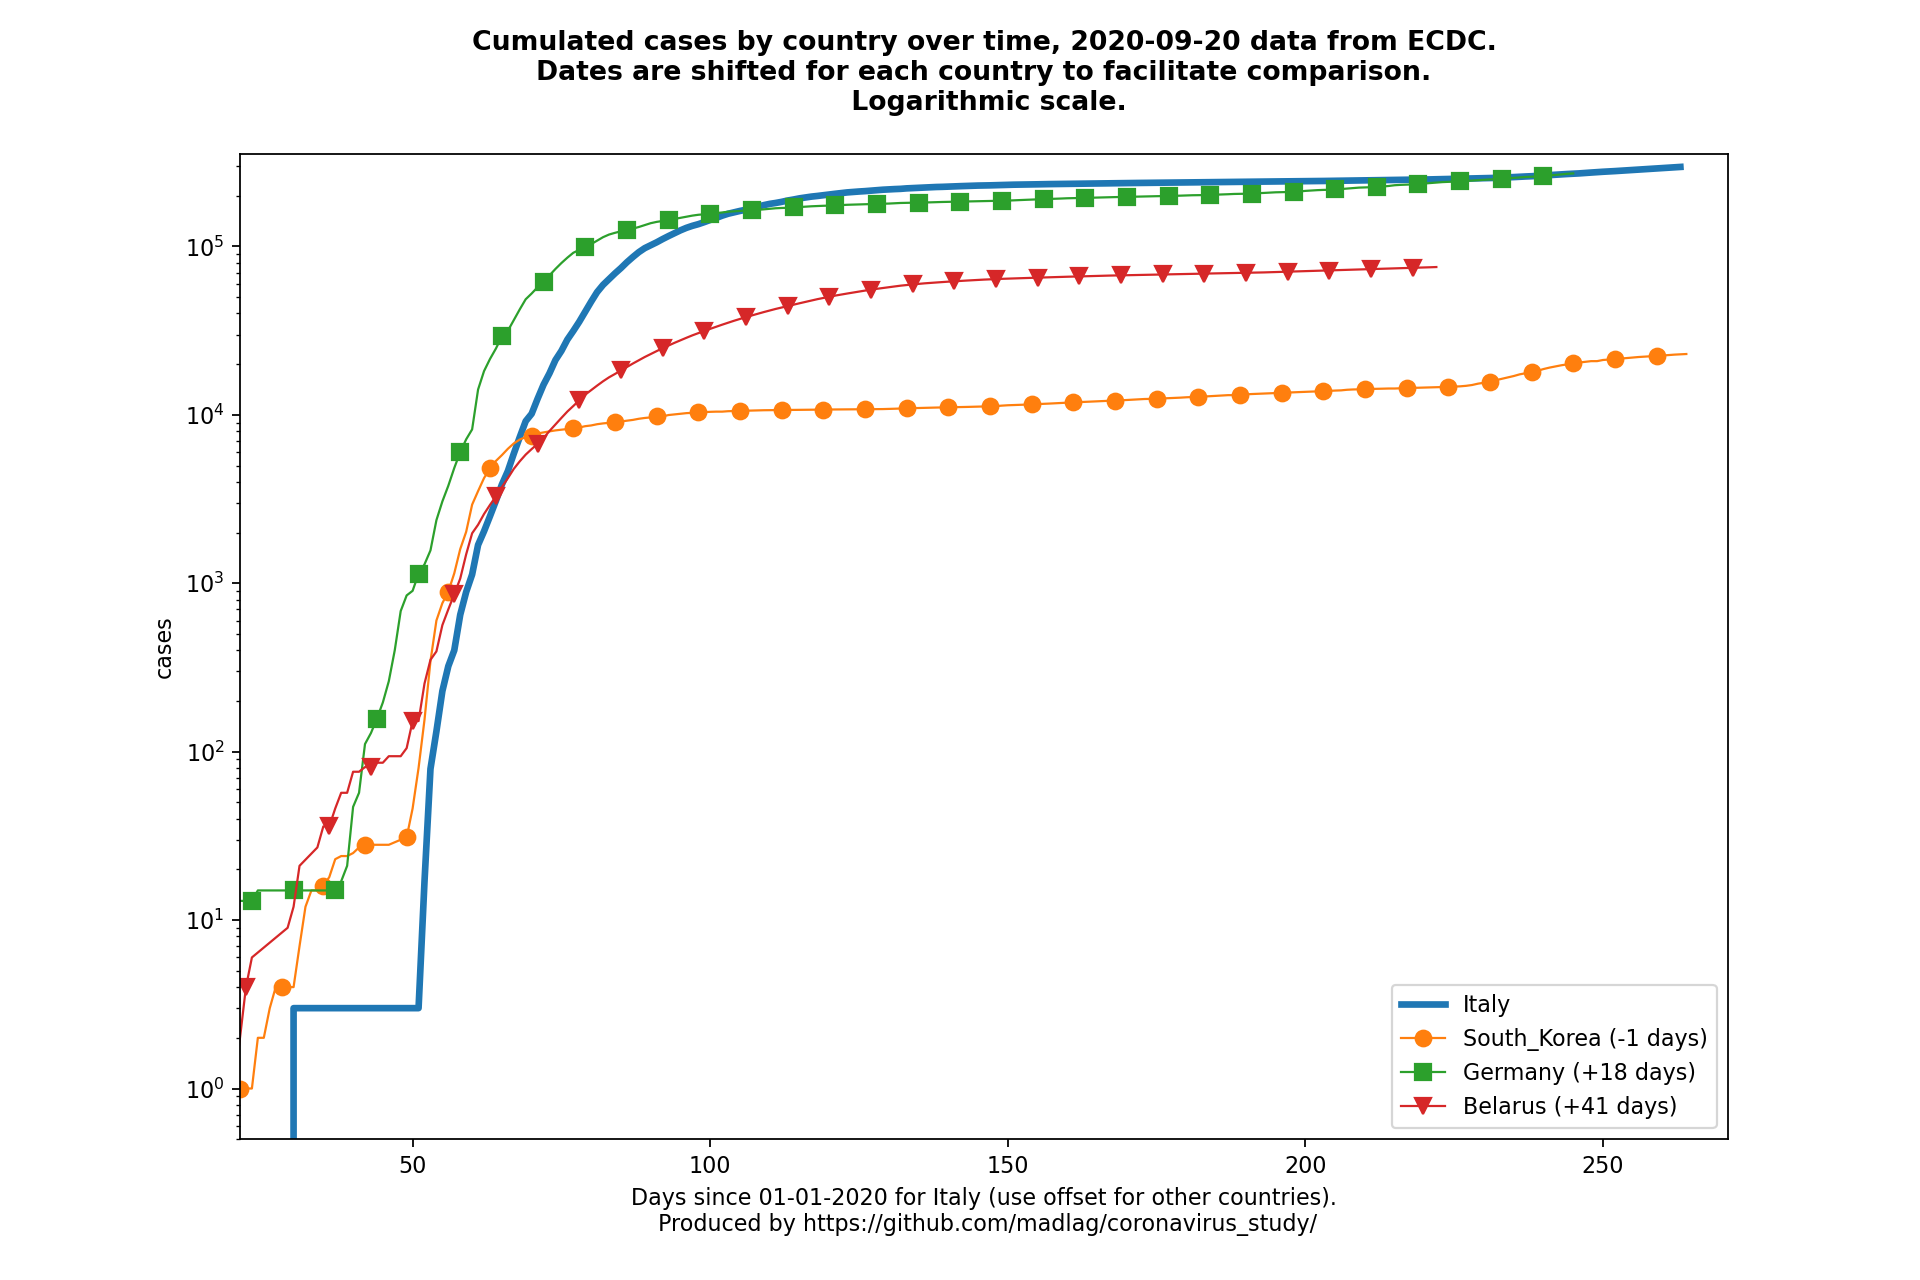 Cumulated cases by country over time, 2020-09-20 data from ECDC.
Dates are shifted for each country to facilitate comparison.
Logarithmic scale.
cases
10^5
10^4
10^3
10^2
10^1
10^0
50
100
150
200
250
Italy
South_Korea (-1 days)
Germany (+18 days)
Belarus (+41 days)
Days since 01-01-2020 for Italy (use offset for other countries).
Produced by https://github.com/madlag/coronavirus_study/